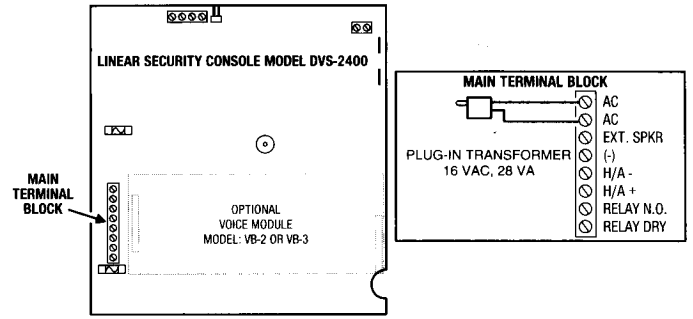 LINEAR SECURITY CONSOLE MODEL DVS-2400
MAIN
TERMINAL
BLOCK
OPTIONAL
VOICE MODULE
MODEL: VB-2 OR VB-3
MAIN TERMINAL BLOCK
PLUG-IN TRANSFORMER
16 VAC, 28 VA
AC
AC
EXT. SPKR
(-)
H/A -
H/A +
RELAY N.O.
RELAY DRY